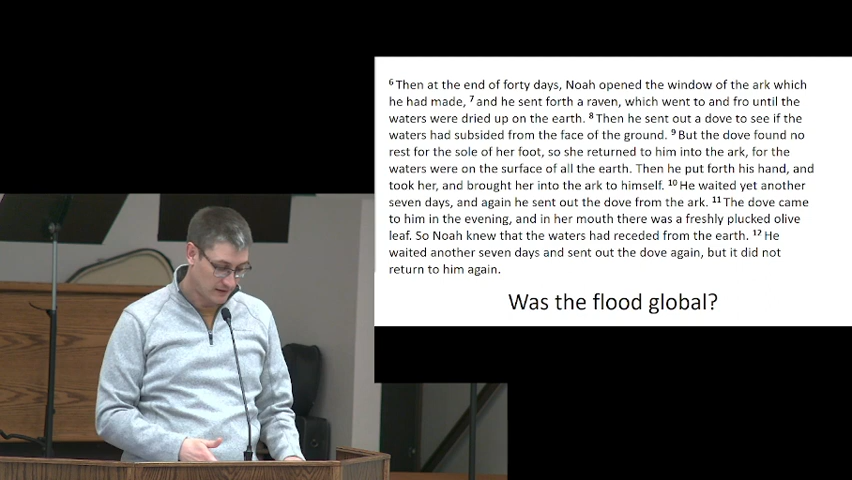 ⁶ Then at the end of forty days, Noah opened the window of the ark which
he had made, ⁷ and he sent forth a raven, which went to and fro until the
waters were dried up on the earth. ⁸ Then he sent out a dove to see if the
waters had subsided from the face of the ground. ⁹ But the dove found no
rest for the sole of her foot, so she returned to him into the ark, for the
waters were on the surface of all the earth. Then he put forth his hand, and
took her, and brought her into the ark to himself. ¹⁰ He waited yet another
seven days, and again he sent out the dove from the ark. ¹¹ The dove came
to him in the evening, and in her mouth there was a freshly plucked olive
leaf. So Noah knew that the waters had receded from the earth. ¹² He
waited another seven days and sent out the dove again, but it did not
return to him again.
Was the flood global?